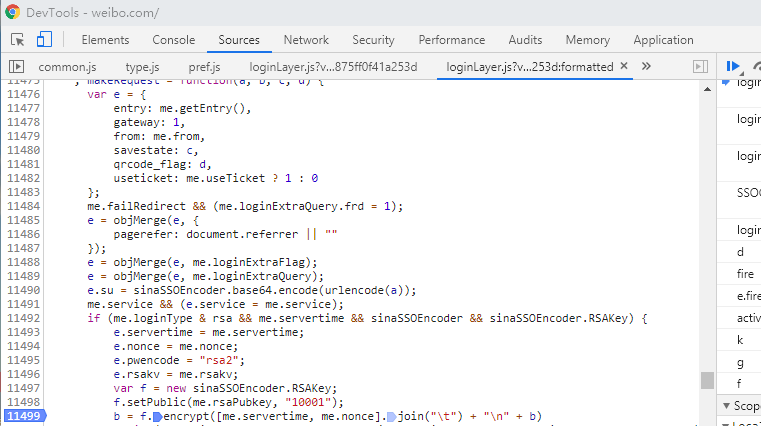 DevTools - weibo.com/
Elements Console Sources Network Security Performance Audits Memory
common.js type.js pref.js loginLayer.js?v...875ff0f41a253d loginLayer.js?v...253d:formatted × »
11475 , makeRequest = function(a, b, c, d) {
11476 var e = {
11477 entry: me.getEntry(),
11478 gateway: 1,
11479 from: me.from,
11480 savestate: c,
11481 qrcode_flag: d,
11482 useticket: me.useTicket ? 1 : 0
11483 };
11484 me.failRedirect && (me.loginExtraQuery.frd = 1);
11485 e = objMerge(e, {
11486 pagerefer: document.referrer || ""
11487 });
11488 e = objMerge(e, me.loginExtraFlag);
11489 e = objMerge(e, me.loginExtraQuery);
11490 e.su = sinaSSOEncoder.base64.encode(urlencode(a));
11491 me.service && (e.service = me.service);
11492 if (me.loginType & rsa && me.servertime && sinaSSOEncoder && sinaSSOEncoder.RSAKey) {
11493 e.servertime = me.servertime;
11494 e.nonce = me.nonce;
11495 e.pwencode = "rsa2";
11496 e.rsakv = me.rsakv;
11497 var f = new sinaSSOEncoder.RSAKey;
11498 f.setPublic(me.rsaPubkey, "10001");
11499 b = f.encrypt([me.servertime, me.nonce].join("\t") + "\n" + b)
login
login
login
SSO
login
d
fire
e.fire
activ
k
g
f
▼ Scop